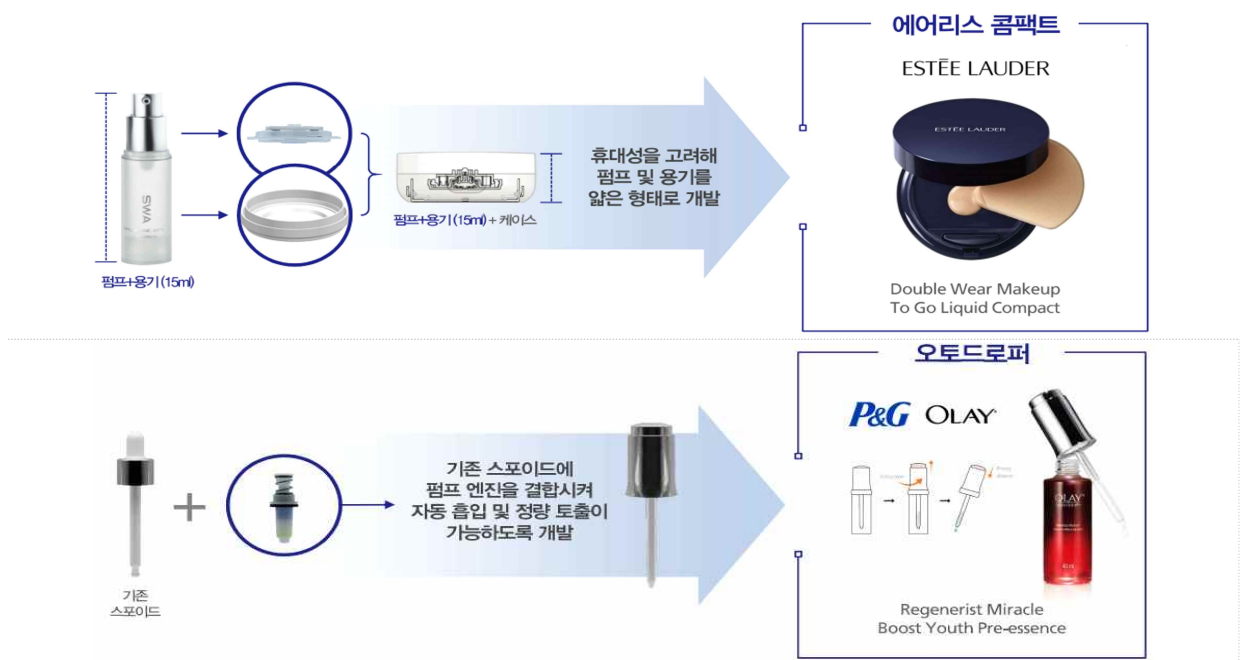 에어리스 콤팩트
ESTĒE LAUDER
ESTĒE LAUDER
SWA
휴대성을 고려해
펌프 및 용기를
얇은 형태로 개발
펌프+용기 (15ml) + 케이스
펌프+용기 (15ml)
Double Wear Makeup
To Go Liquid Compact
오토드로퍼
P&G OLAY
기존 스포이드에
펌프 엔진을 결합시켜
자동 흡입 및 정량 토출이
가능하도록 개발
OLAY
기존
스포이드
Regenerist Miracle
Boost Youth Pre-essence